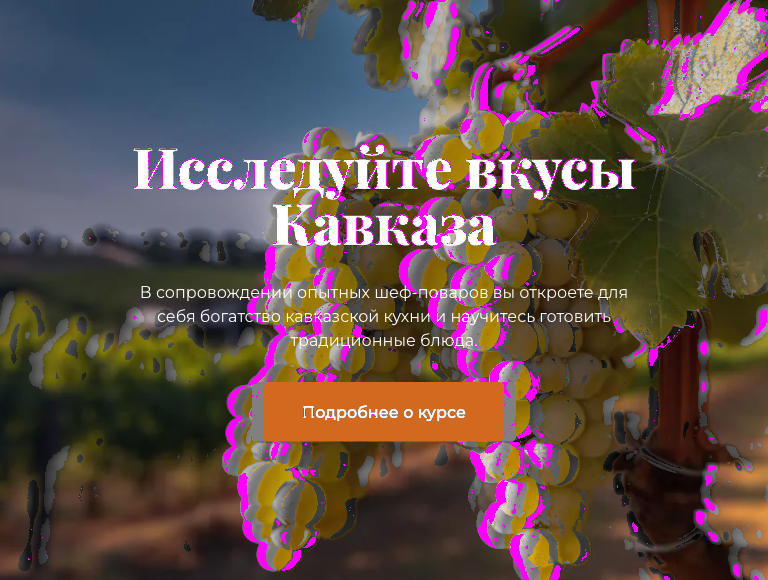 Исследуйте вкусы
Кавказа
В сопровождении опытных шеф-поваров вы откроете для
себя богатство кавказской кухни и научитесь готовить
традиционные блюда.
Подробнее о курсе